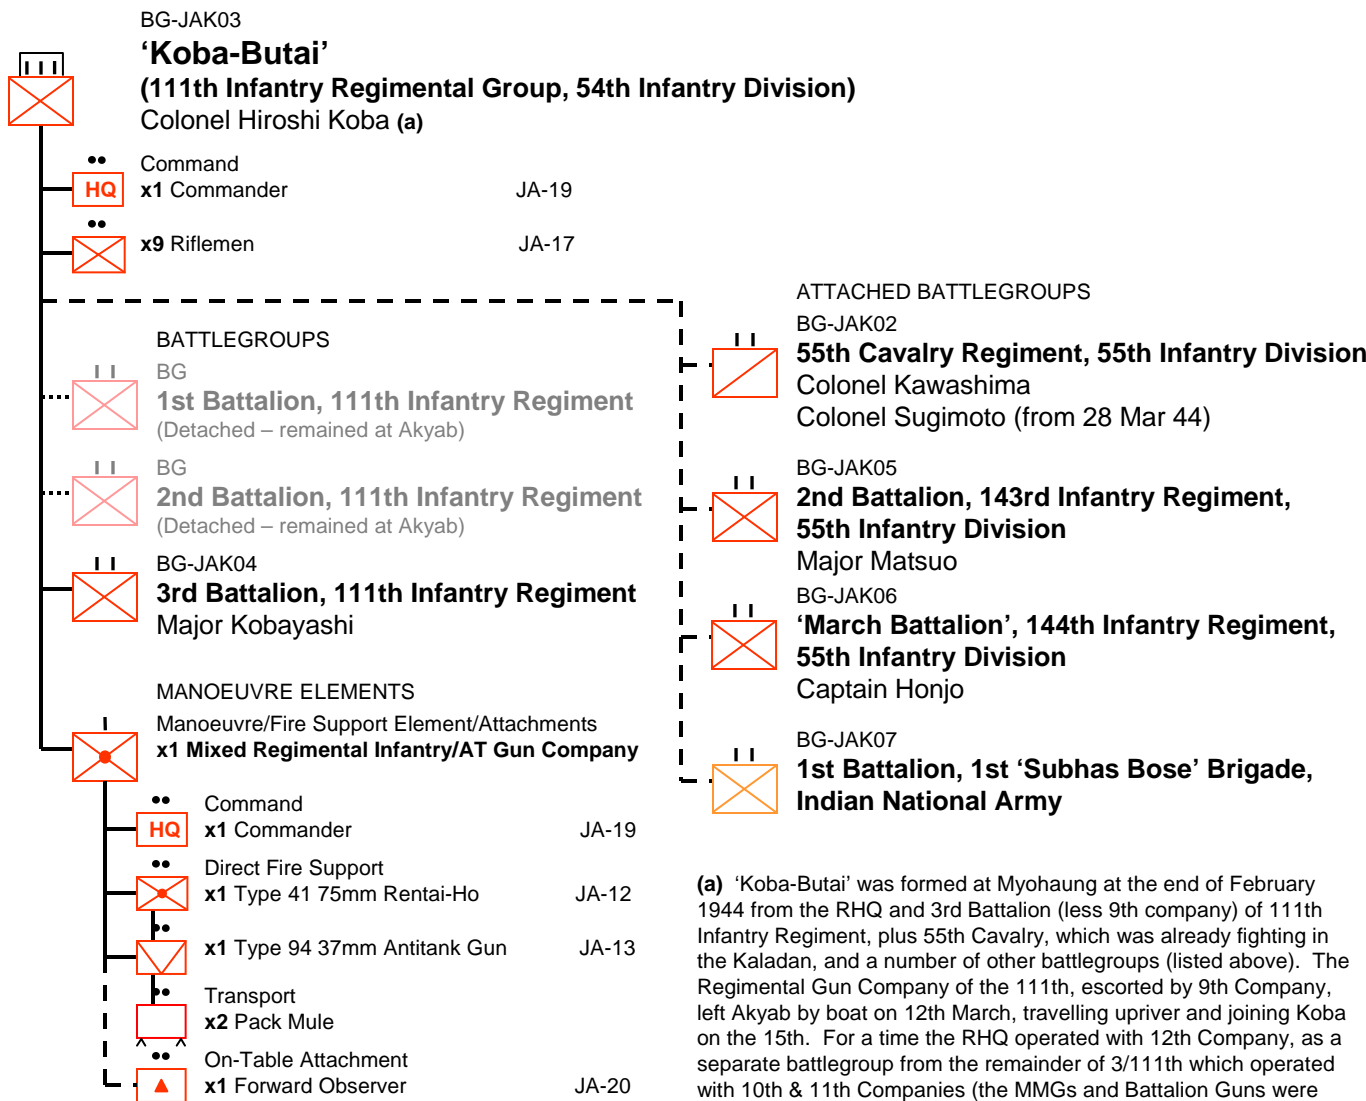 BG-JAK03
‘Koba-Butai’
(111th Infantry Regimental Group, 54th Infantry Division)
Colonel Hiroshi Koba (a)
Command
HQ x1 Commander JA-19
x9 Riflemen JA-17
BATTLEGROUPS
BG
1st Battalion, 111th Infantry Regiment
(Detached – remained at Akyab)
BG
2nd Battalion, 111th Infantry Regiment
(Detached – remained at Akyab)
BG-JAK04
3rd Battalion, 111th Infantry Regiment
Major Kobayashi
MANOEUVRE ELEMENTS
Manoeuvre/Fire Support Element/Attachments
x1 Mixed Regimental Infantry/AT Gun Company
Command
HQ x1 Commander JA-19
Direct Fire Support
x1 Type 41 75mm Rentai-Ho JA-12
x1 Type 94 37mm Antitank Gun JA-13
Transport
x2 Pack Mule
On-Table Attachment
x1 Forward Observer JA-20
ATTACHED BATTLEGROUPS
BG-JAK02
55th Cavalry Regiment, 55th Infantry Division
Colonel Kawashima
Colonel Sugimoto (from 28 Mar 44)
BG-JAK05
2nd Battalion, 143rd Infantry Regiment,
55th Infantry Division
Major Matsuo
BG-JAK06
‘March Battalion’, 144th Infantry Regiment,
55th Infantry Division
Captain Honjo
BG-JAK07
1st Battalion, 1st ‘Subhas Bose’ Brigade,
Indian National Army
(a) ‘Koba-Butai’ was formed at Myohaung at the end of February
1944 from the RHQ and 3rd Battalion (less 9th company) of 111th
Infantry Regiment, plus 55th Cavalry, which was already fighting in
the Kaladan, and a number of other battlegroups (listed above). The
Regimental Gun Company of the 111th, escorted by 9th Company,
left Akyab by boat on 12th March, travelling upriver and joining Koba
on the 15th. For a time the RHQ operated with 12th Company, as a
separate battlegroup from the remainder of 3/111th which operated
with 10th & 11th Companies (the MMGs and Battalion Guns were